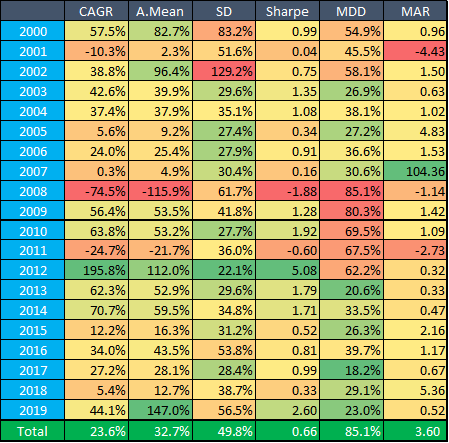 CAGR A.Mean SD Sharpe MDD MAR
2000 57.5% 82.7% 83.2% 0.99 54.9% 0.96
2001 -10.3% 2.3% 51.6% 0.04 45.5% -4.43
2002 38.8% 96.4% 129.2% 0.75 58.1% 1.50
2003 42.6% 39.9% 29.6% 1.35 26.9% 0.63
2004 37.4% 37.9% 35.1% 1.08 38.1% 1.02
2005 5.6% 9.2% 27.4% 0.34 27.2% 4.83
2006 24.0% 25.4% 27.9% 0.91 36.6% 1.53
2007 0.3% 4.9% 30.4% 0.16 30.6% 104.36
2008 -74.5% -115.9% 61.7% -1.88 85.1% -1.14
2009 56.4% 53.5% 41.8% 1.28 80.3% 1.42
2010 63.8% 53.2% 27.7% 1.92 69.5% 1.09
2011 -24.7% -21.7% 36.0% -0.60 67.5% -2.73
2012 195.8% 112.0% 22.1% 5.08 62.2% 0.32
2013 62.3% 52.9% 29.6% 1.79 20.6% 0.33
2014 70.7% 59.5% 34.8% 1.71 33.5% 0.47
2015 12.2% 16.3% 31.2% 0.52 26.3% 2.16
2016 34.0% 43.5% 53.8% 0.81 39.7% 1.17
2017 27.2% 28.1% 28.4% 0.99 18.2% 0.67
2018 5.4% 12.7% 38.7% 0.33 29.1% 5.36
2019 44.1% 147.0% 56.5% 2.60 23.0% 0.52
Total 23.6% 32.7% 49.8% 0.66 85.1% 3.60